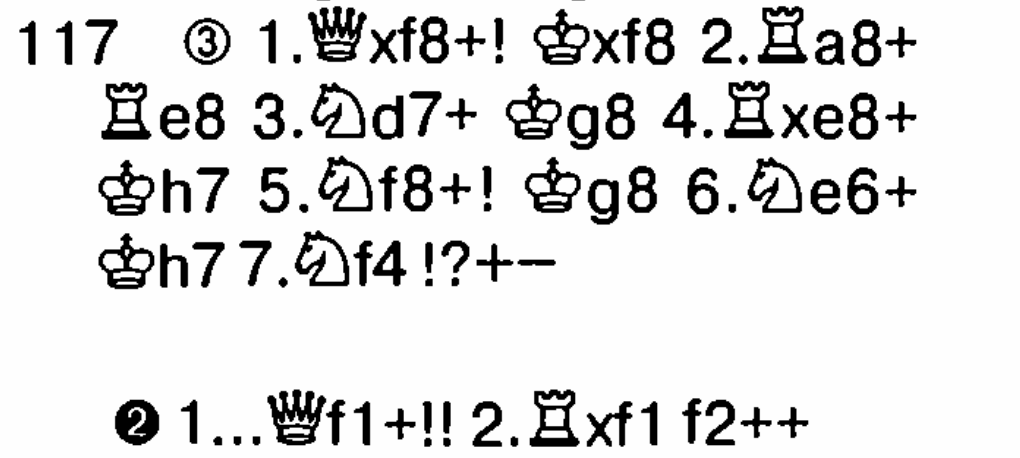 117 ③ 1.♕xf8+! ♔xf8 2.♖a8+
♖e8 3.♘d7+ ♔g8 4.♖xe8+
♔h7 5.♘f8+! ♔g8 6.♘e6+
♔h7 7.♘f4!?+−
❷ 1...♕f1+!! 2.♖xf1 f2++